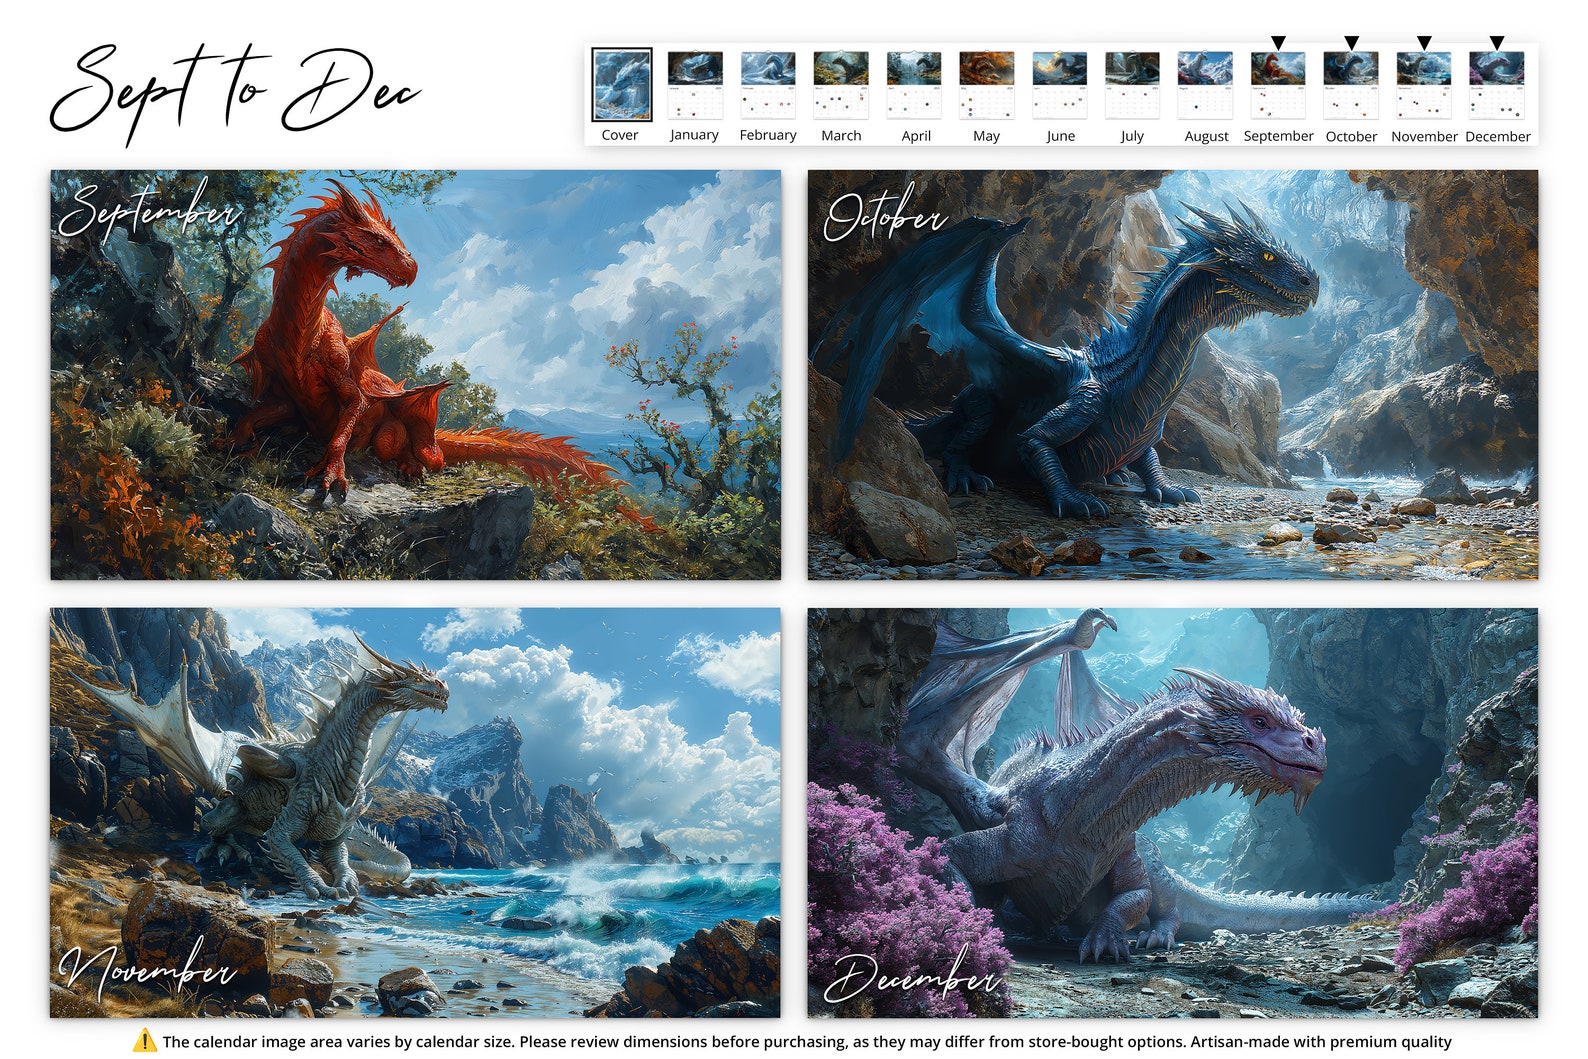 Sept to Dec
Cover January February March April May June July August September October November December
September
October
November
December
The calendar image area varies by calendar size. Please review dimensions before purchasing, as they may differ from store-bought options. Artisan-made with premium quality